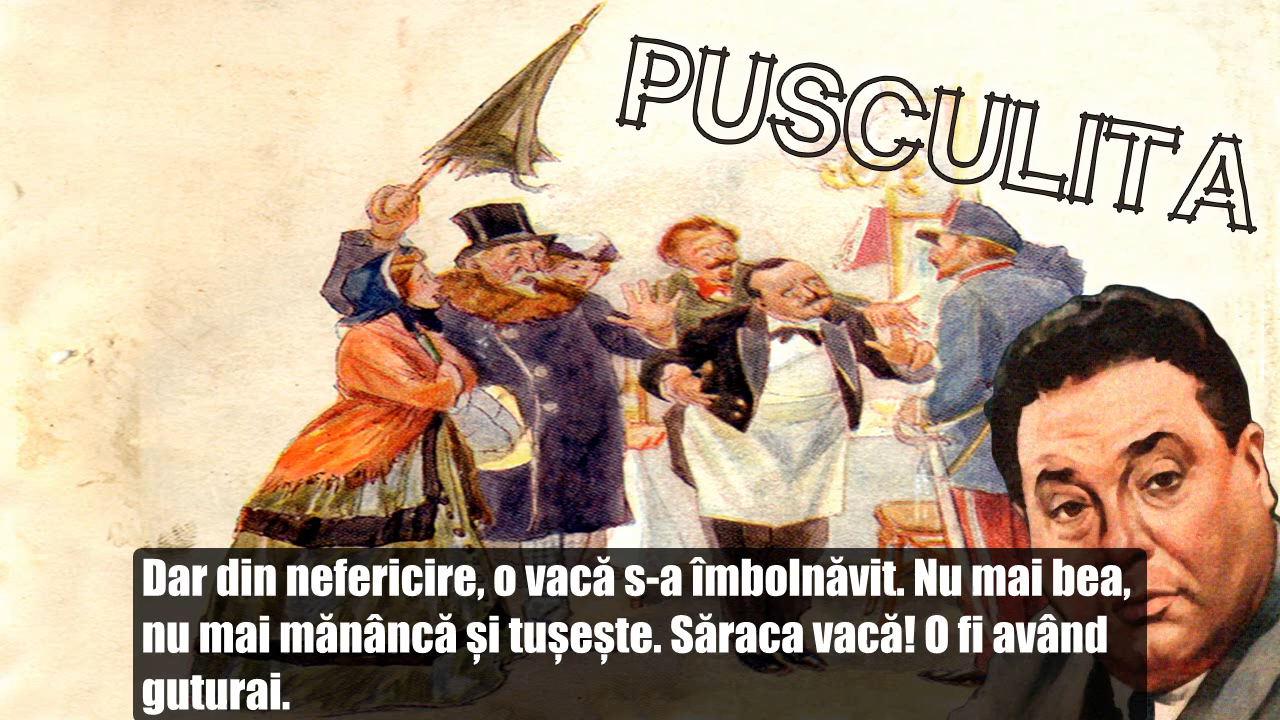 PUSCULITA
Dar din nefericire, o vacă s-a îmbolnăvit. Nu mai bea,
nu mai mănâncă și tușește. Săraca vacă! O fi având
guturai.